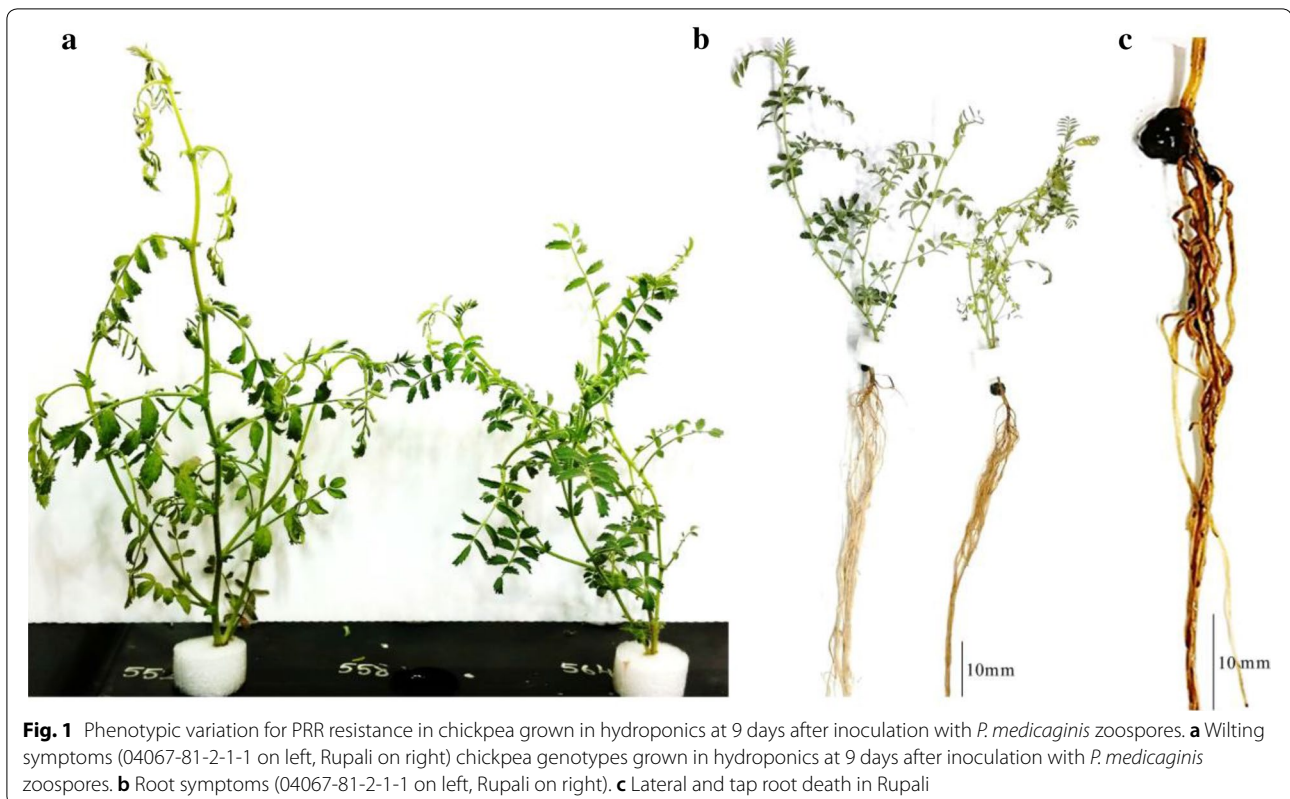 a
b
c
55
558
564
10mm
10mm
Fig. 1 Phenotypic variation for PRR resistance in chickpea grown in hydroponics at 9 days after inoculation with P. medicaginis zoospores. a Wilting
symptoms (04067-81-2-1-1 on left, Rupali on right) chickpea genotypes grown in hydroponics at 9 days after inoculation with P. medicaginis
zoospores. b Root symptoms (04067-81-2-1-1 on left, Rupali on right). c Lateral and tap root death in Rupali